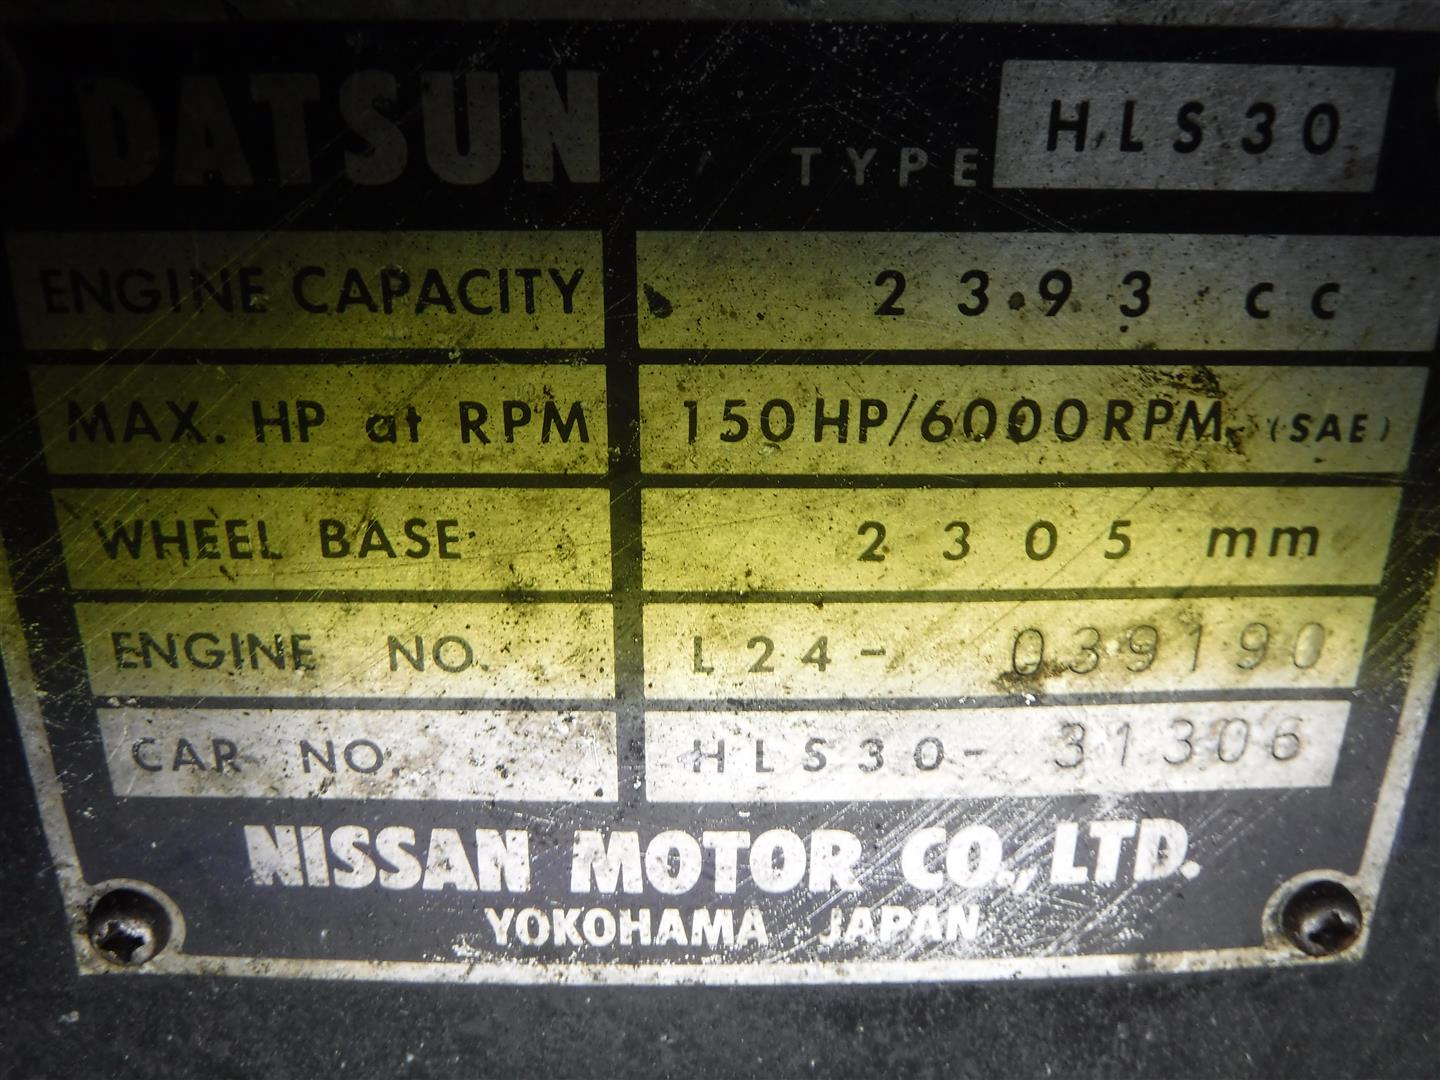 DATSUN TYPE HLS30
ENGINE CAPACITY 2393 cc
MAX. HP at RPM 150HP/6000RPM (SAE)
WHEEL BASE 2305 mm
ENGINE NO. L24- 039190
CAR NO. HLS30- 31306
NISSAN MOTOR CO., LTD.
YOKOHAMA JAPAN